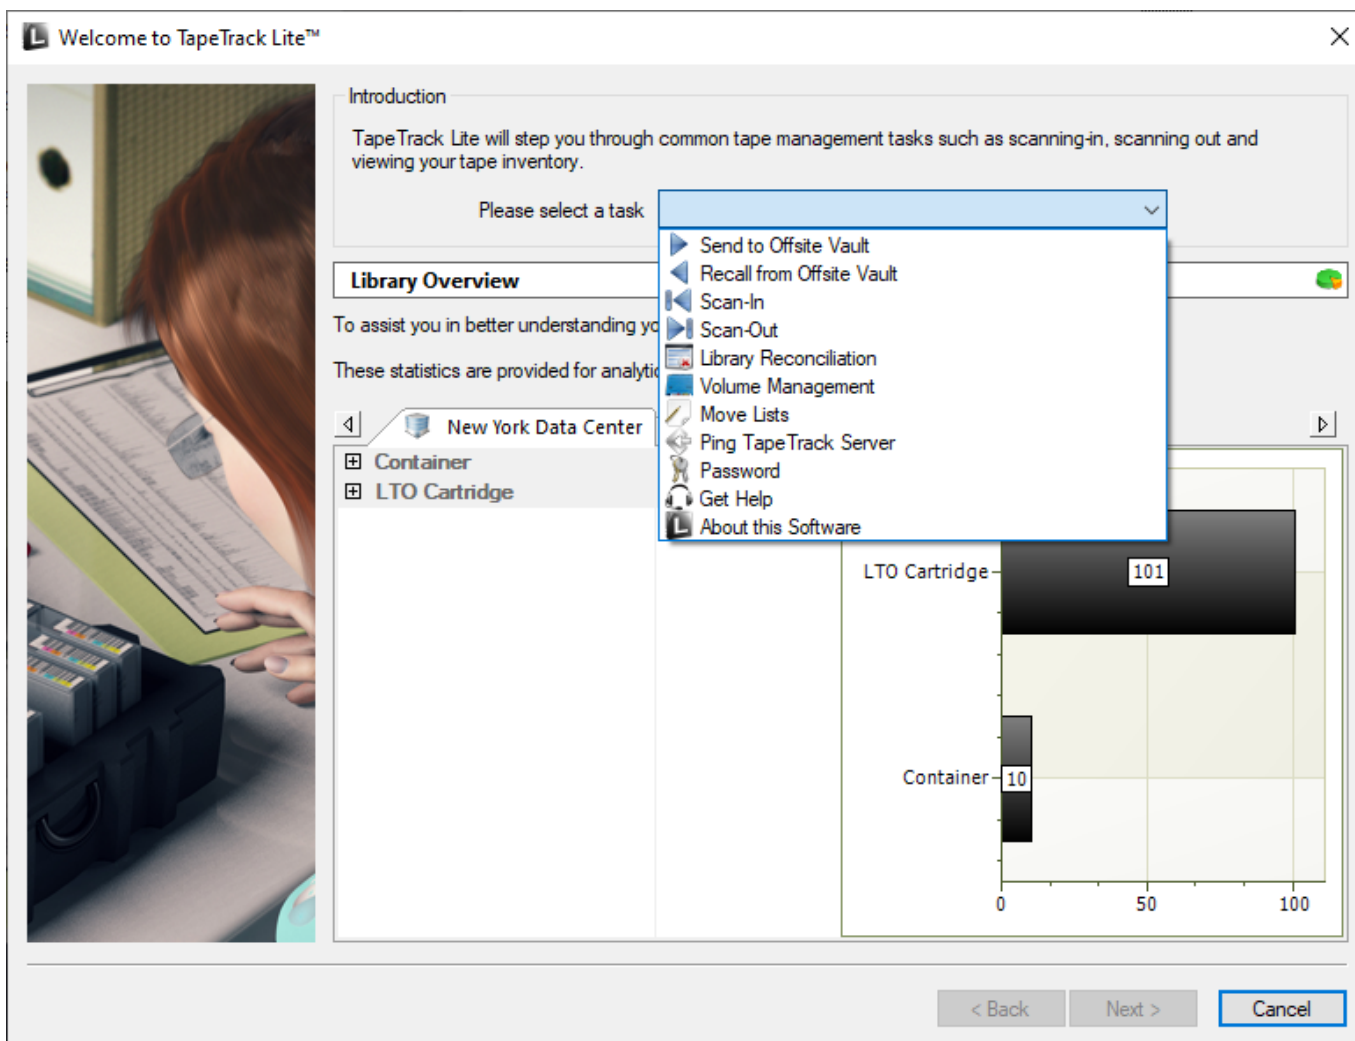 Welcome to TapeTrack Lite™
Introduction
TapeTrack Lite will step you through common tape management tasks such as scanning-in, scanning out and
viewing your tape inventory.
Please select a task
Send to Offsite Vault
Recall from Offsite Vault
Scan-In
Scan-Out
Library Reconciliation
Volume Management
Move Lists
Ping TapeTrack Server
Password
Get Help
About this Software
Library Overview
To assist you in better understanding
These statistics are provided for
New York Data Center
Container
LTO Cartridge
LTO Cartridge
101
Container
10
0 50 100
< Back Next > Cancel